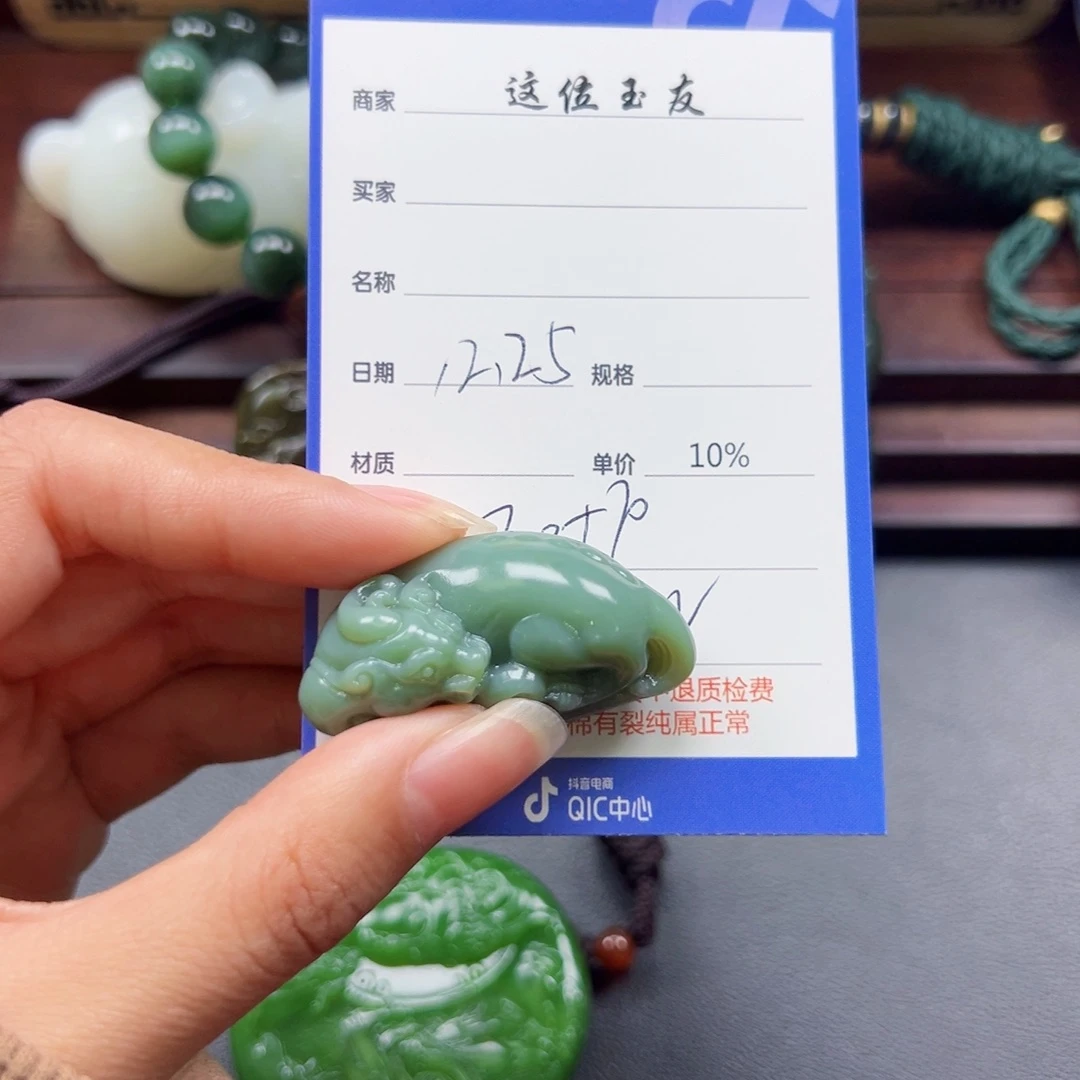 商家 这位玉友
买家
名称
日期 12.25 规格
材质 单价 10%
退质检费
棉有裂纯属正常
抖音电商
QIC中心